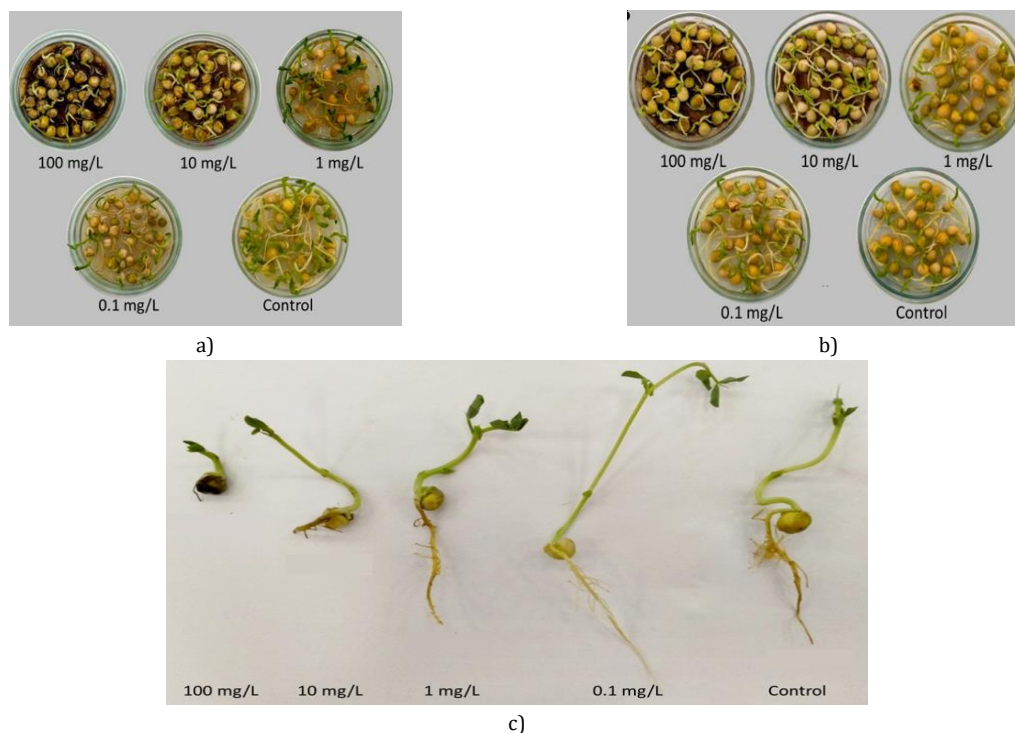 100 mg/L 10 mg/L 1 mg/L
0.1 mg/L Control
a)
100 mg/L 10 mg/L 1 mg/L
0.1 mg/L Control
b)
100 mg/L 10 mg/L 1 mg/L 0.1 mg/L Control
c)